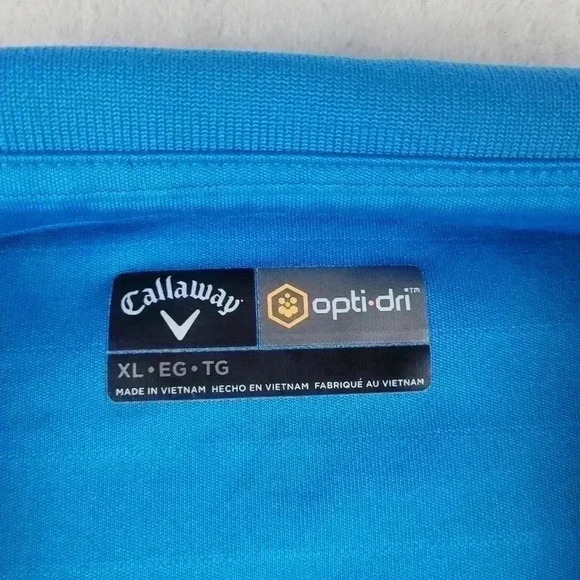 Callaway
opti·dri™
XL • EG • TG
MADE IN VIETNAM HECHO EN VIETNAM FABRIQUÉ AU VIETNAM